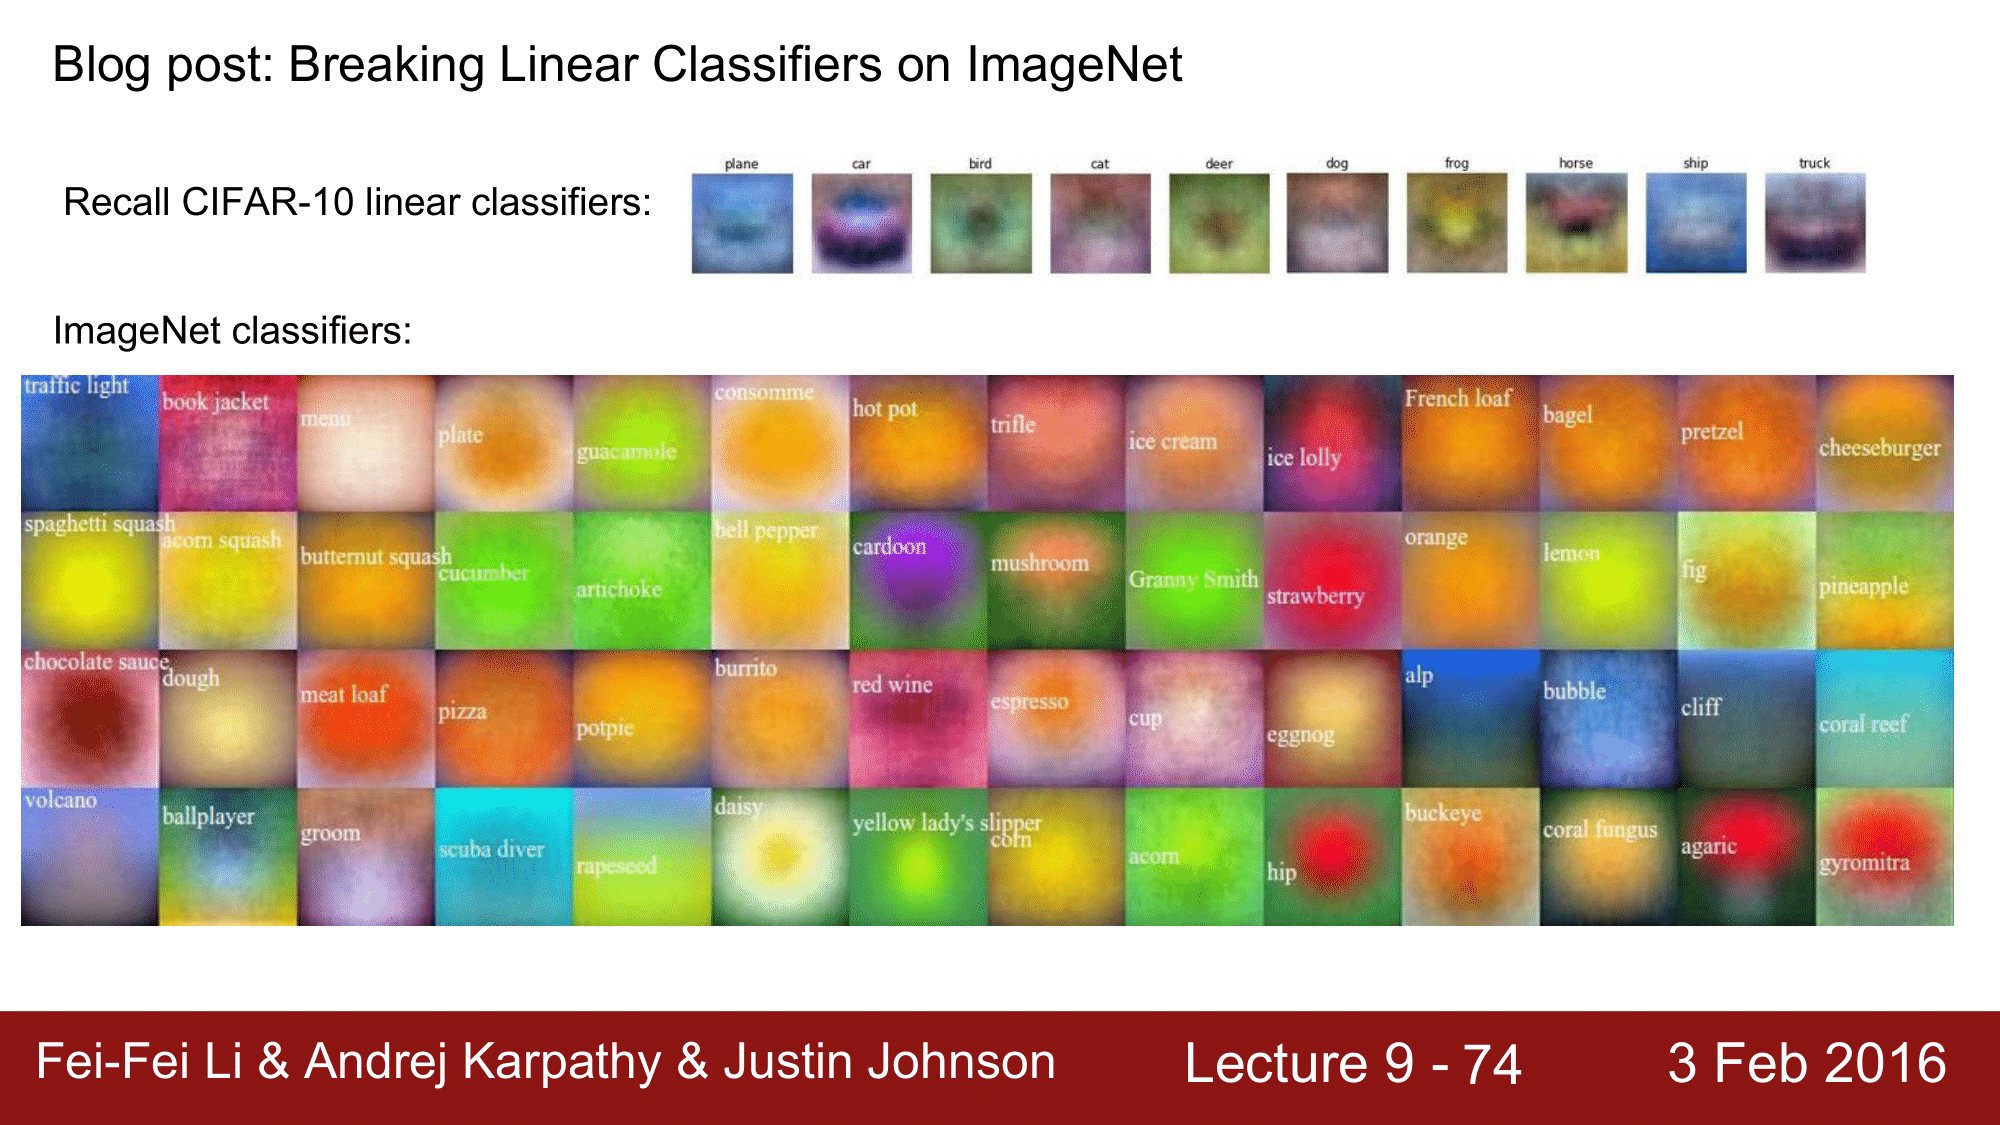 Blog post: Breaking Linear Classifiers on ImageNet
plane car bird cat deer dog frog horse ship truck
Recall CIFAR-10 linear classifiers:
ImageNet classifiers:
traffic light book jacket menu plate guacamole consomme hot pot trifle ice cream ice lolly French loaf bagel pretzel cheeseburger
spaghetti squash acorn squash butternut squash cucumber artichoke bell pepper cardoon mushroom Granny Smith strawberry orange lemon fig pineapple
chocolate sauce dough meat loaf pizza potpie burrito red wine espresso cup eggnog alp bubble cliff coral reef
volcano ballplayer groom scuba diver rapeseed daisy yellow lady's slipper corn acorn hip buckeye coral fungus agaric gyromitra
Fei-Fei Li & Andrej Karpathy & Justin Johnson Lecture 9 - 74 3 Feb 2016